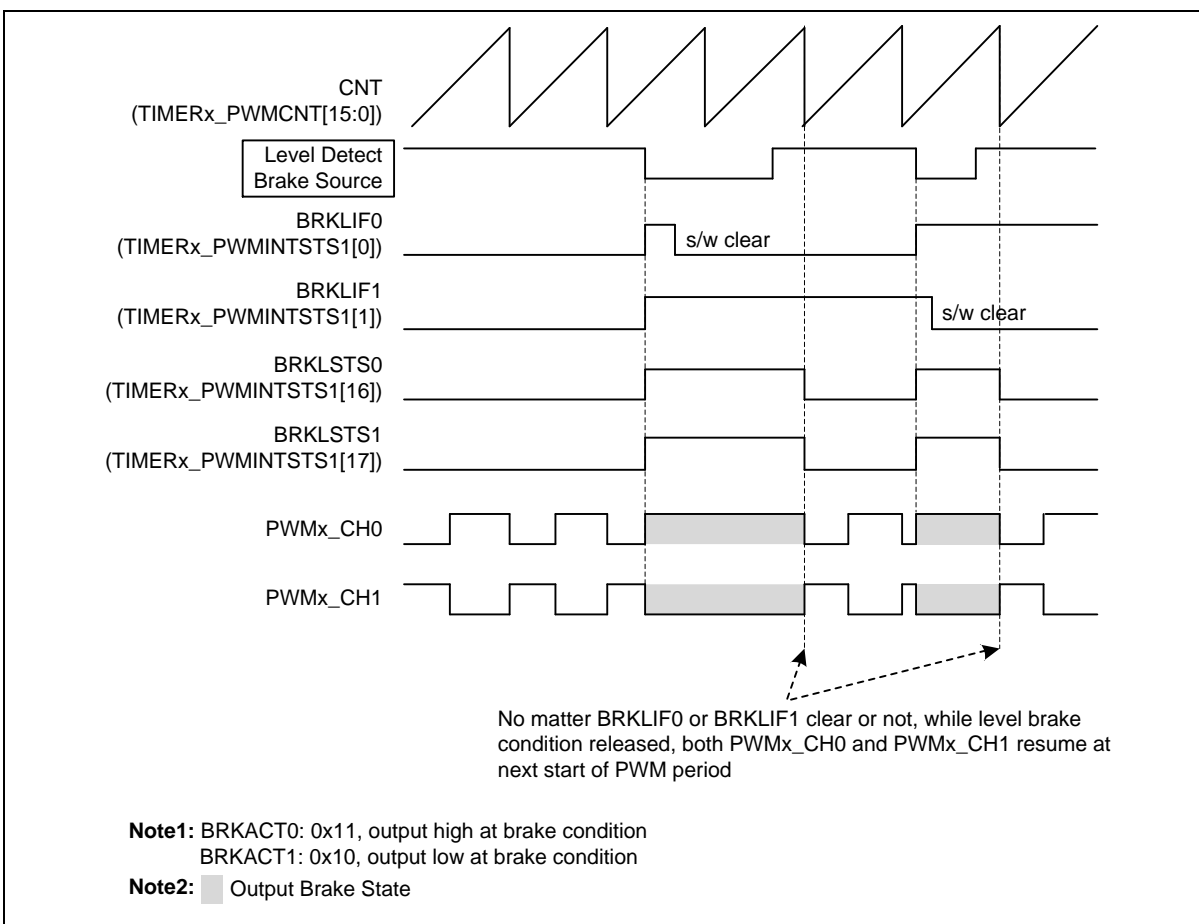 CNT
(TIMERx_PWMCNT[15:0])
Level Detect
Brake Source
BRKLIF0
(TIMERx_PWMINTSTS1[0])
s/w clear
BRKLIF1
(TIMERx_PWMINTSTS1[1])
s/w clear
BRKLSTS0
(TIMERx_PWMINTSTS1[16])
BRKLSTS1
(TIMERx_PWMINTSTS1[17])
PWMx_CH0
PWMx_CH1
No matter BRKLIF0 or BRKLIF1 clear or not, while level brake
condition released, both PWMx_CH0 and PWMx_CH1 resume at
next start of PWM period
Note1: BRKACT0: 0x11, output high at brake condition
BRKACT1: 0x10, output low at brake condition
Note2: Output Brake State